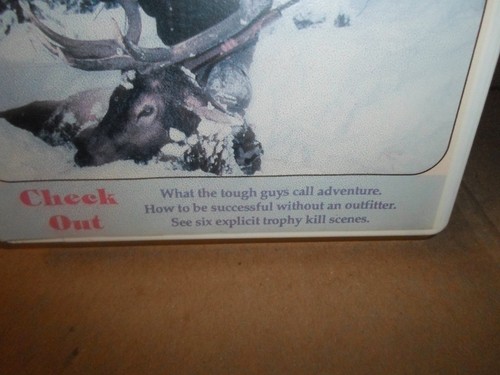 Check
Out
What the tough guys call adventure.
How to be successful without an outfitter.
See six explicit trophy kill scenes.